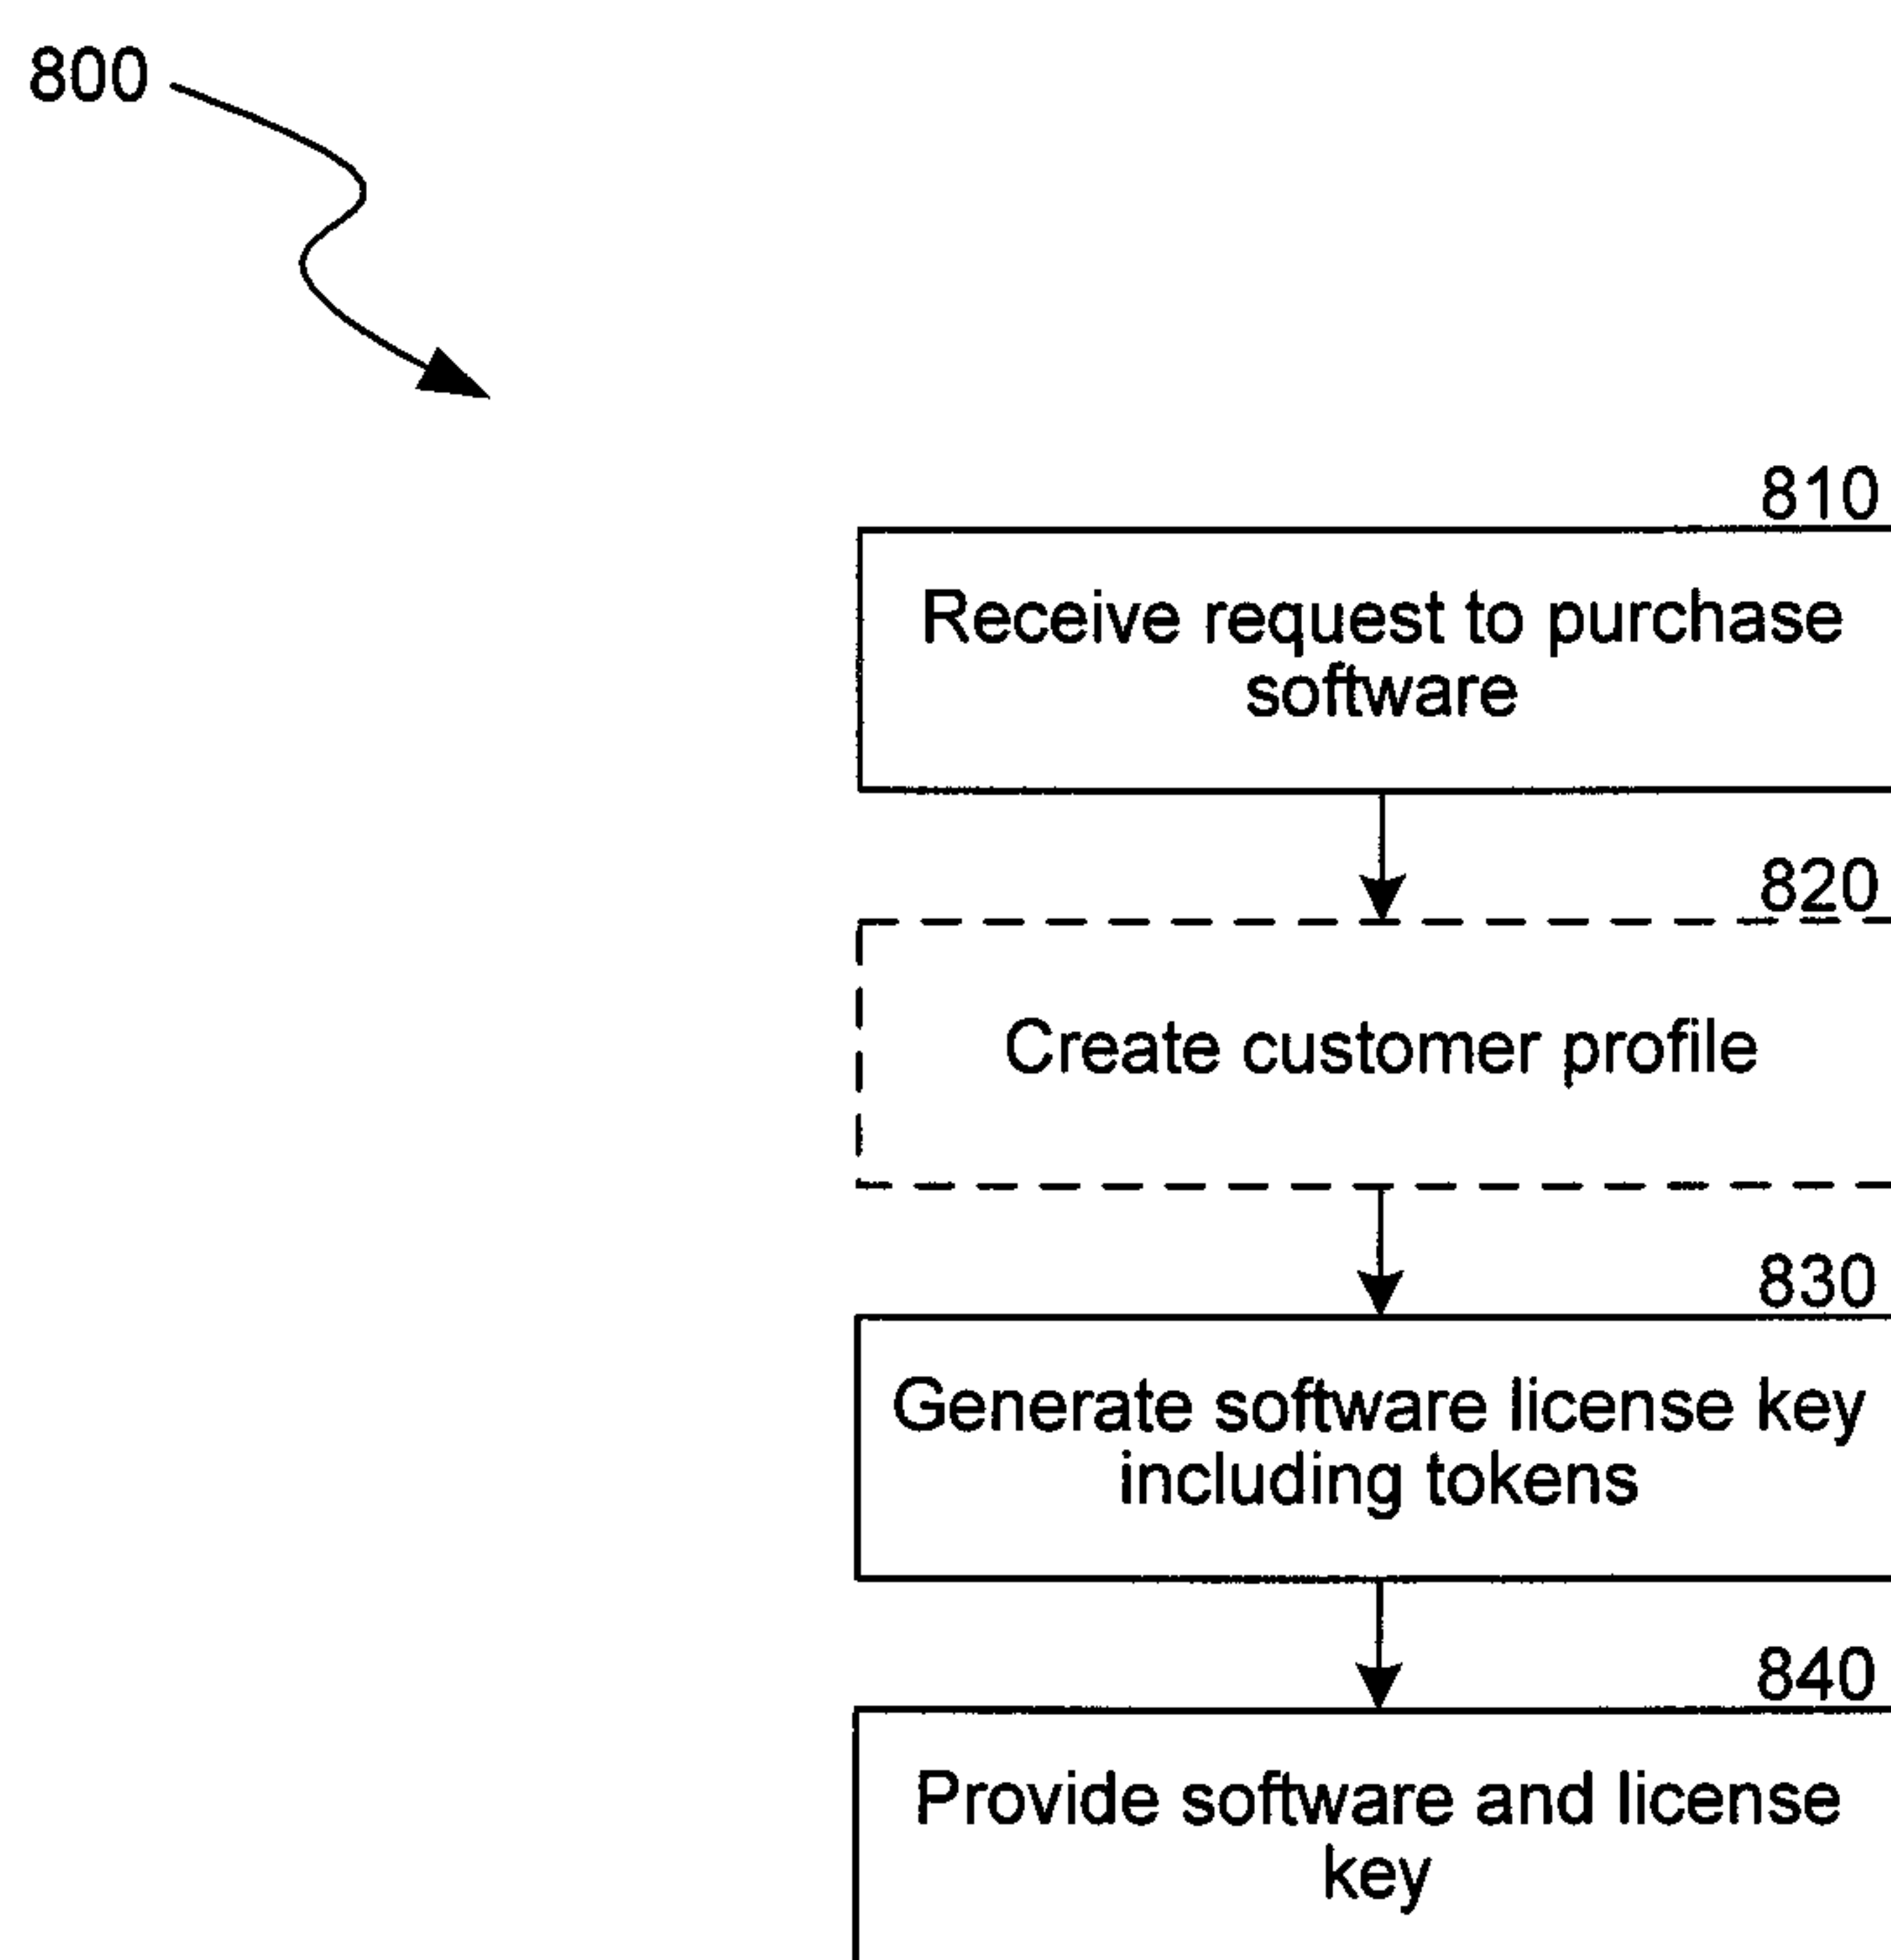 800
810
Receive request to purchase
software
820
Create customer profile
830
Generate software license key
including tokens
840
Provide software and license
key